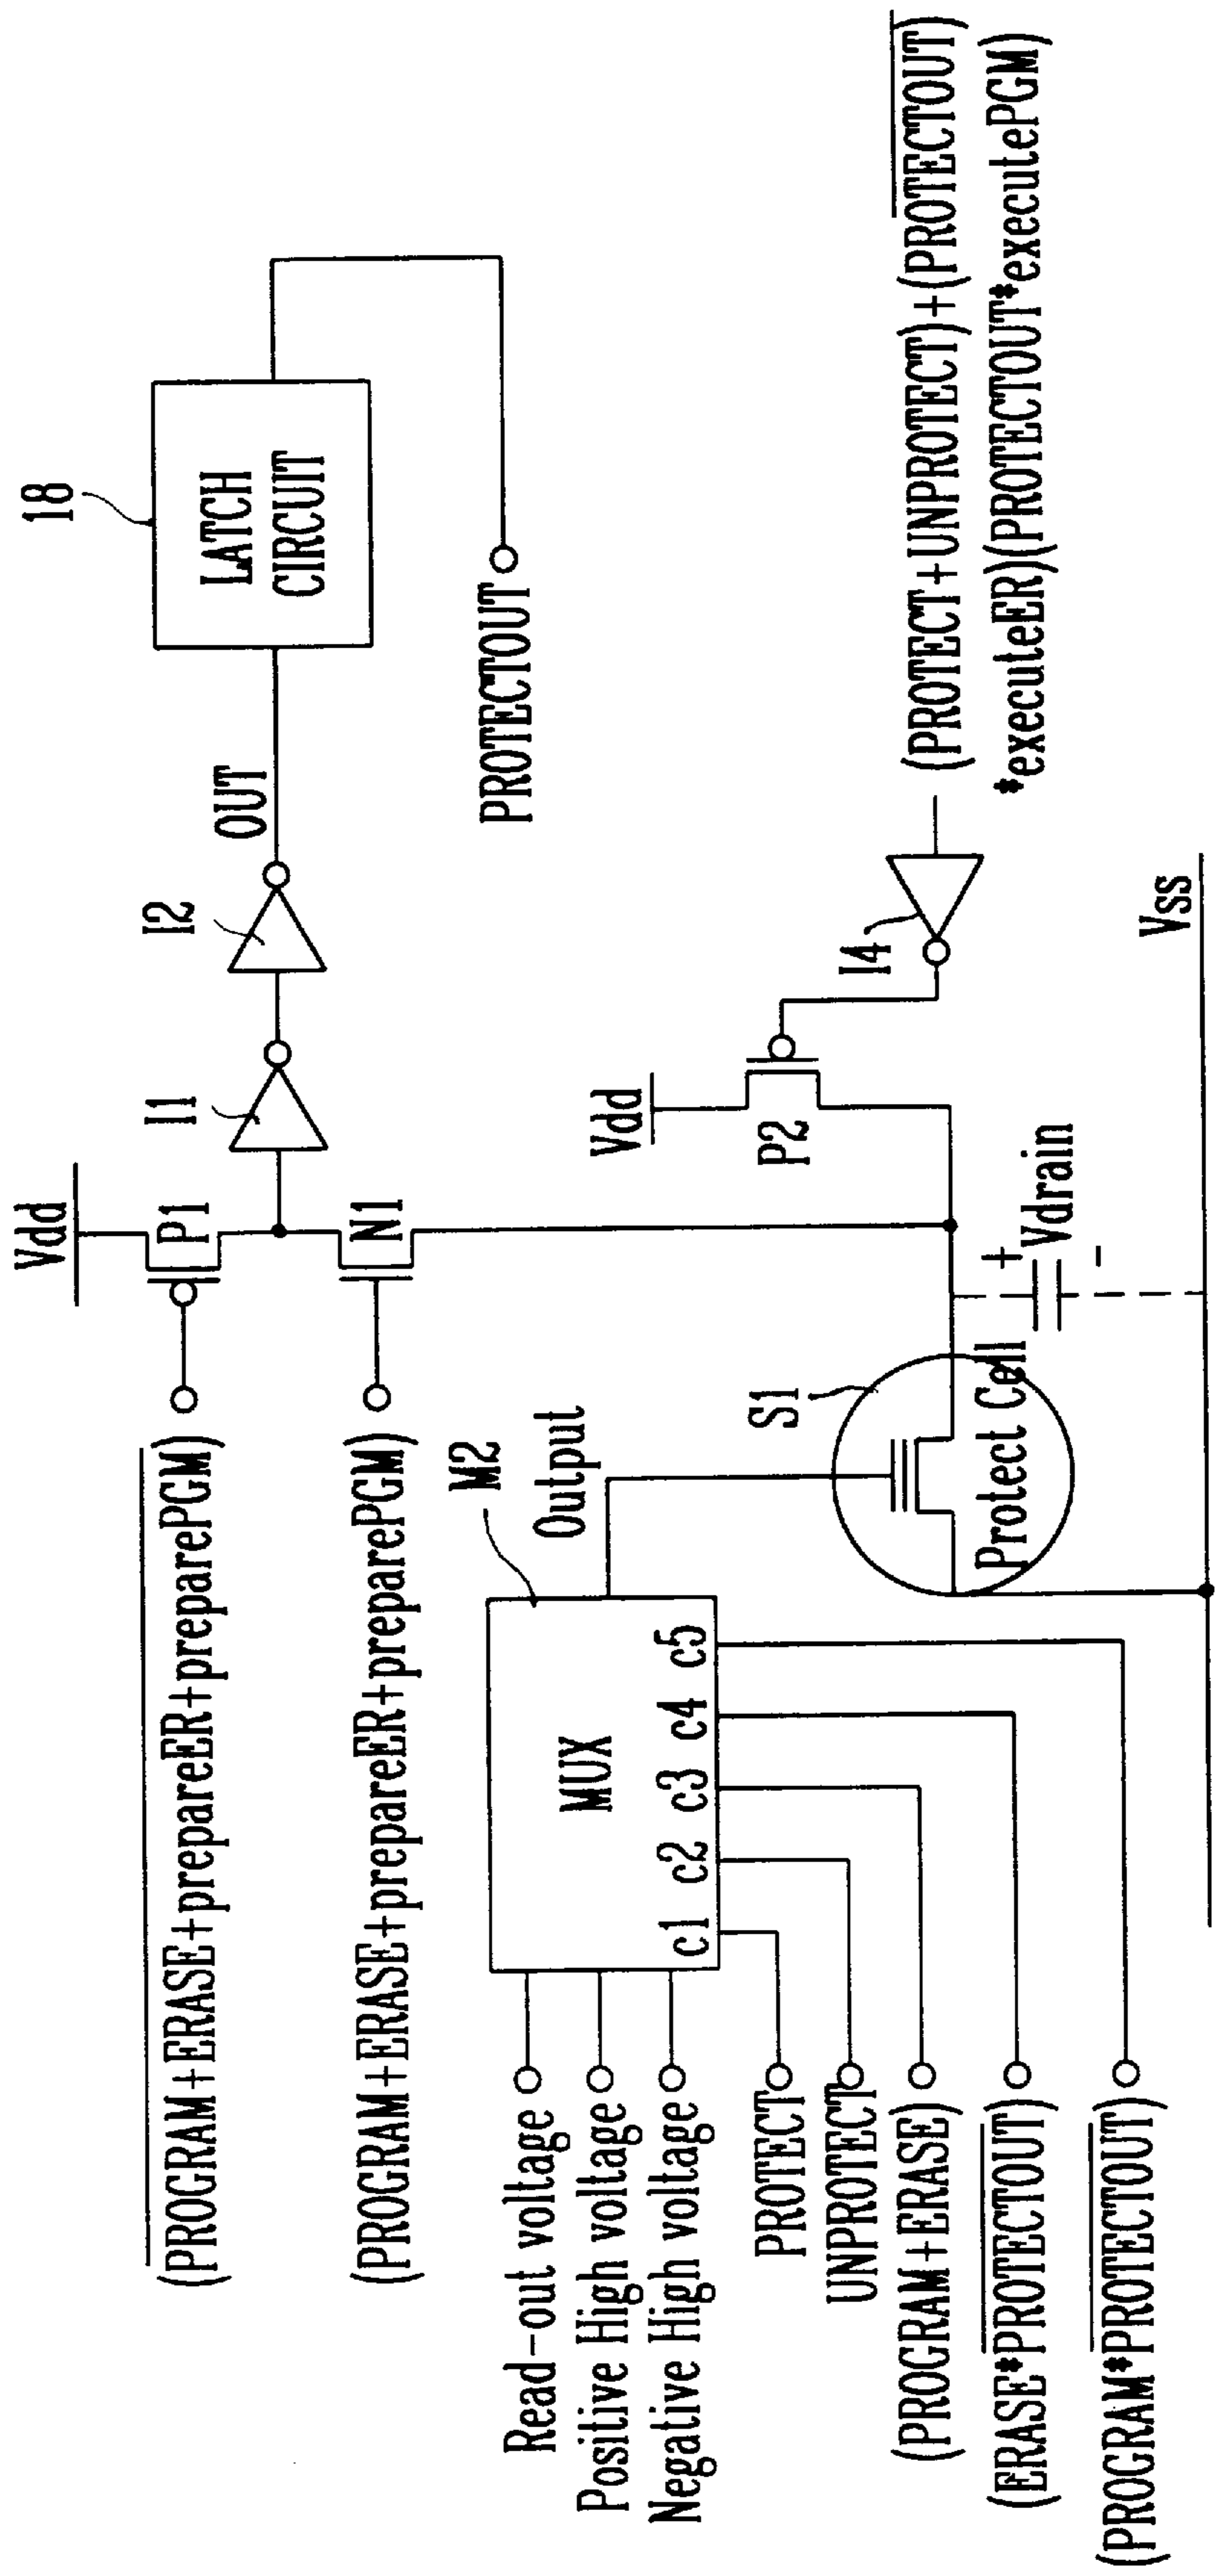 18
LATCH
CIRCUIT
Vdd
P1
I1
I2
OUT
(PROGRAM+ERASE+prepareER+preparePGM)
N1
(PROGRAM+ERASE+prepareER+preparePGM)
PROTECTOUT
M2
Output
Read-out voltage
Positive High voltage
Negative High voltage
MUX
c1
c2
c3
c4
c5
Vdd
P2
I4
(PROTECT+UNPROTECT)+(PROTECTOUT)
*executeER)(PROTECTOUT*executePGM)
S1
PROTECT
UNPROTECT
(PROGRAM+ERASE)
(ERASE*PROTECTOUT)
(PROGRAM*PROTECTOUT)
Protect Cell
+
Vdrain
-
Vss